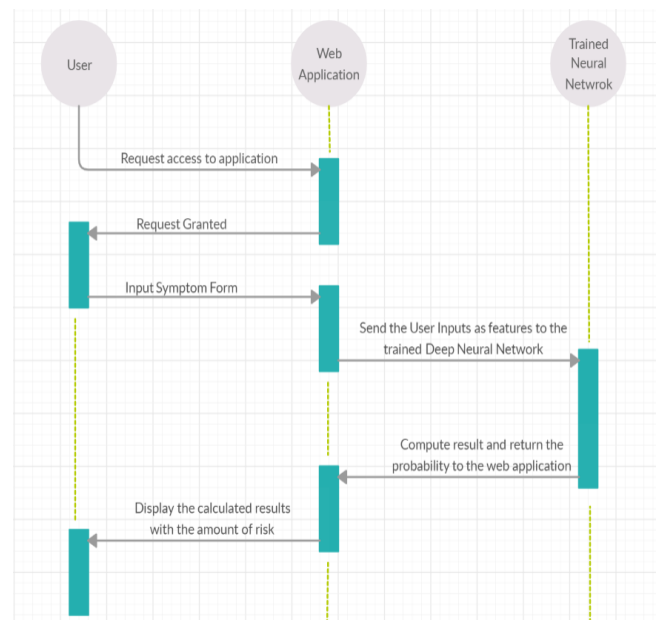 User
Web
Application
Trained
Neural
Netwrok
Request access to application
Request Granted
Input Symptom Form
Send the User Inputs as features to the
trained Deep Neural Network
Compute result and return the
probability to the web application
Display the calculated results
with the amount of risk